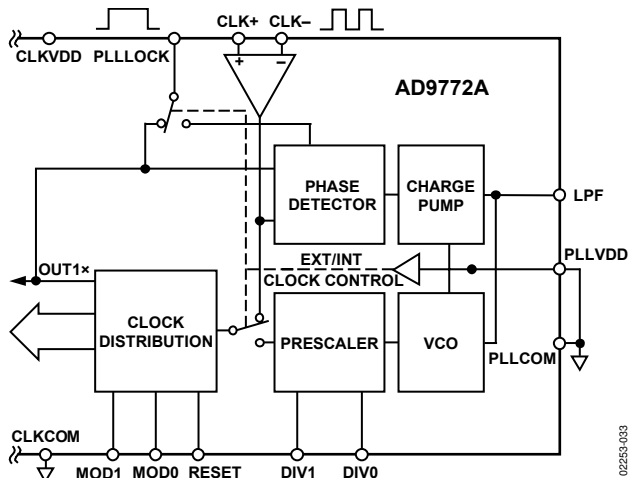 CLK+ CLK–
CLKVDD PLLLOCK
+ –
AD9772A
PHASE
DETECTOR
CHARGE
PUMP
LPF
OUT1×
EXT/INT
CLOCK CONTROL
PLLVDD
CLOCK
DISTRIBUTION
PRESCALER
VCO
PLLCOM
CLKCOM
MOD1 MOD0 RESET DIV1 DIV0
02253-033